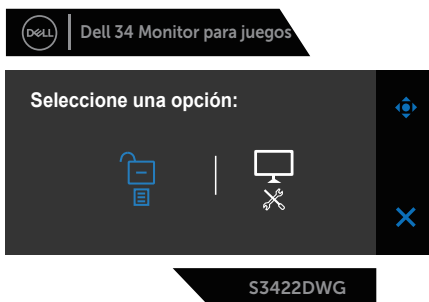 DELL
Dell 34 Monitor para juegos
Seleccione una opción:
S3422DWG